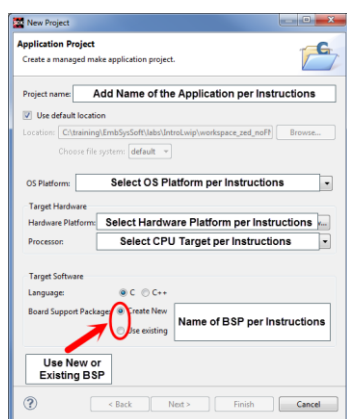 New Project
Application Project
Create a managed make application project.
C
Project name: Add Name of the Application per Instructions
Use default location
Location: C:\training\EmbSysSoft\labs\IntroLwip\workspace_zed_noFM Browse...
Choose file system: default
OS Platform: Select OS Platform per Instructions
Target Hardware
Hardware Platform: Select Hardware Platform per Instructions
Processor: Select CPU Target per Instructions
Target Software
Language: C C++
Board Support Package: Create New
Use existing
Name of BSP per Instructions
Use New or
Existing BSP
? < Back Next > Finish Cancel